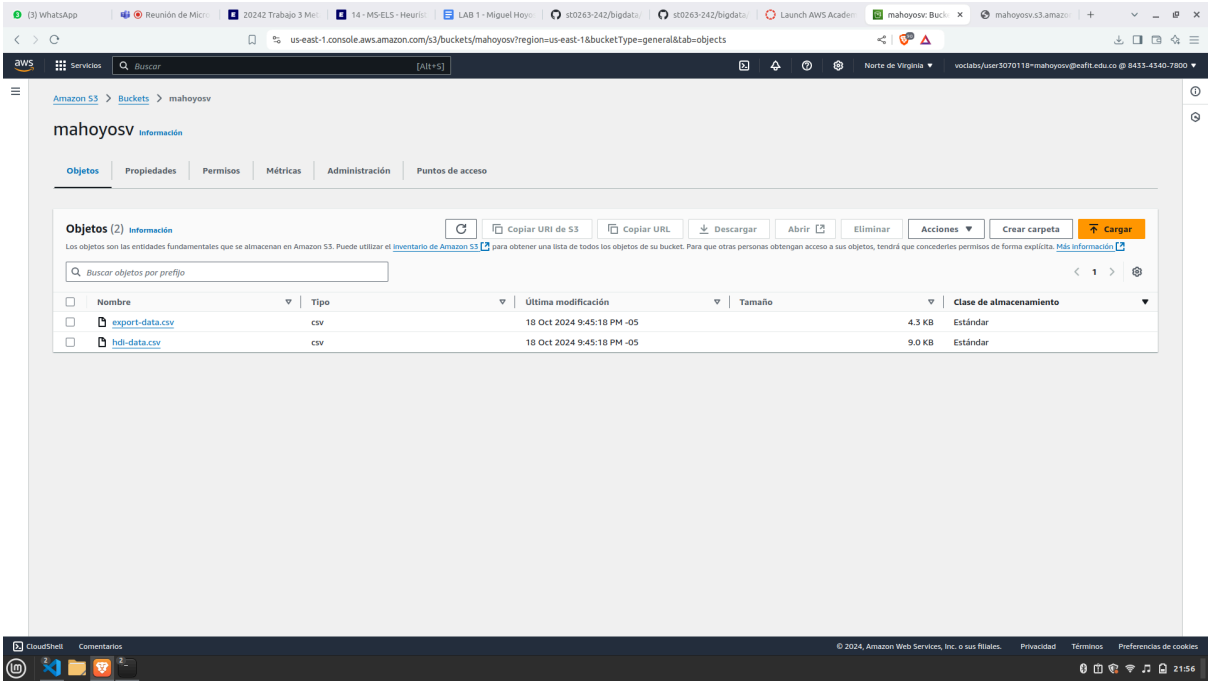 (3) WhatsApp
Reunión de Micro
20242 Trabajo 3 Met
14 - MS-ELS - Heuríst
LAB 1 - Miguel Hoyo
st0263-242/bigdata/
st0263-242/bigdata/
Launch AWS Academ
mahoyosv: Bucke
mahoyosv.s3.amazon
us-east-1.console.aws.amazon.com/s3/buckets/mahoyosv?region=us-east-1&bucketType=general&tab=objects
aws
Servicios
Buscar
[Alt+S]
Norte de Virginia
voclabs/user3070118=mahoyosv@eafit.edu.co @ 8433-4340-7800
Amazon S3 > Buckets > mahoyosv
mahoyosv Información
Objetos Propiedades Permisos Métricas Administración Puntos de acceso
Objetos (2) Información
Copiar URI de S3 Copiar URL Descargar Abrir Eliminar Acciones Crear carpeta Cargar
Los objetos son las entidades fundamentales que se almacenan en Amazon S3. Puede utilizar el inventario de Amazon S3 para obtener una lista de todos los objetos de su bucket. Para que otras personas obtengan acceso a sus objetos, tendrá que concederles permisos de forma explícita. Más información
Buscar objetos por prefijo
1
Nombre Tipo Última modificación Tamaño Clase de almacenamiento
export-data.csv csv 18 Oct 2024 9:45:18 PM -05 4.3 KB Estándar
hdi-data.csv csv 18 Oct 2024 9:45:18 PM -05 9.0 KB Estándar
CloudShell Comentarios
© 2024, Amazon Web Services, Inc. o sus filiales. Privacidad Términos Preferencias de cookies
2
2
21:56